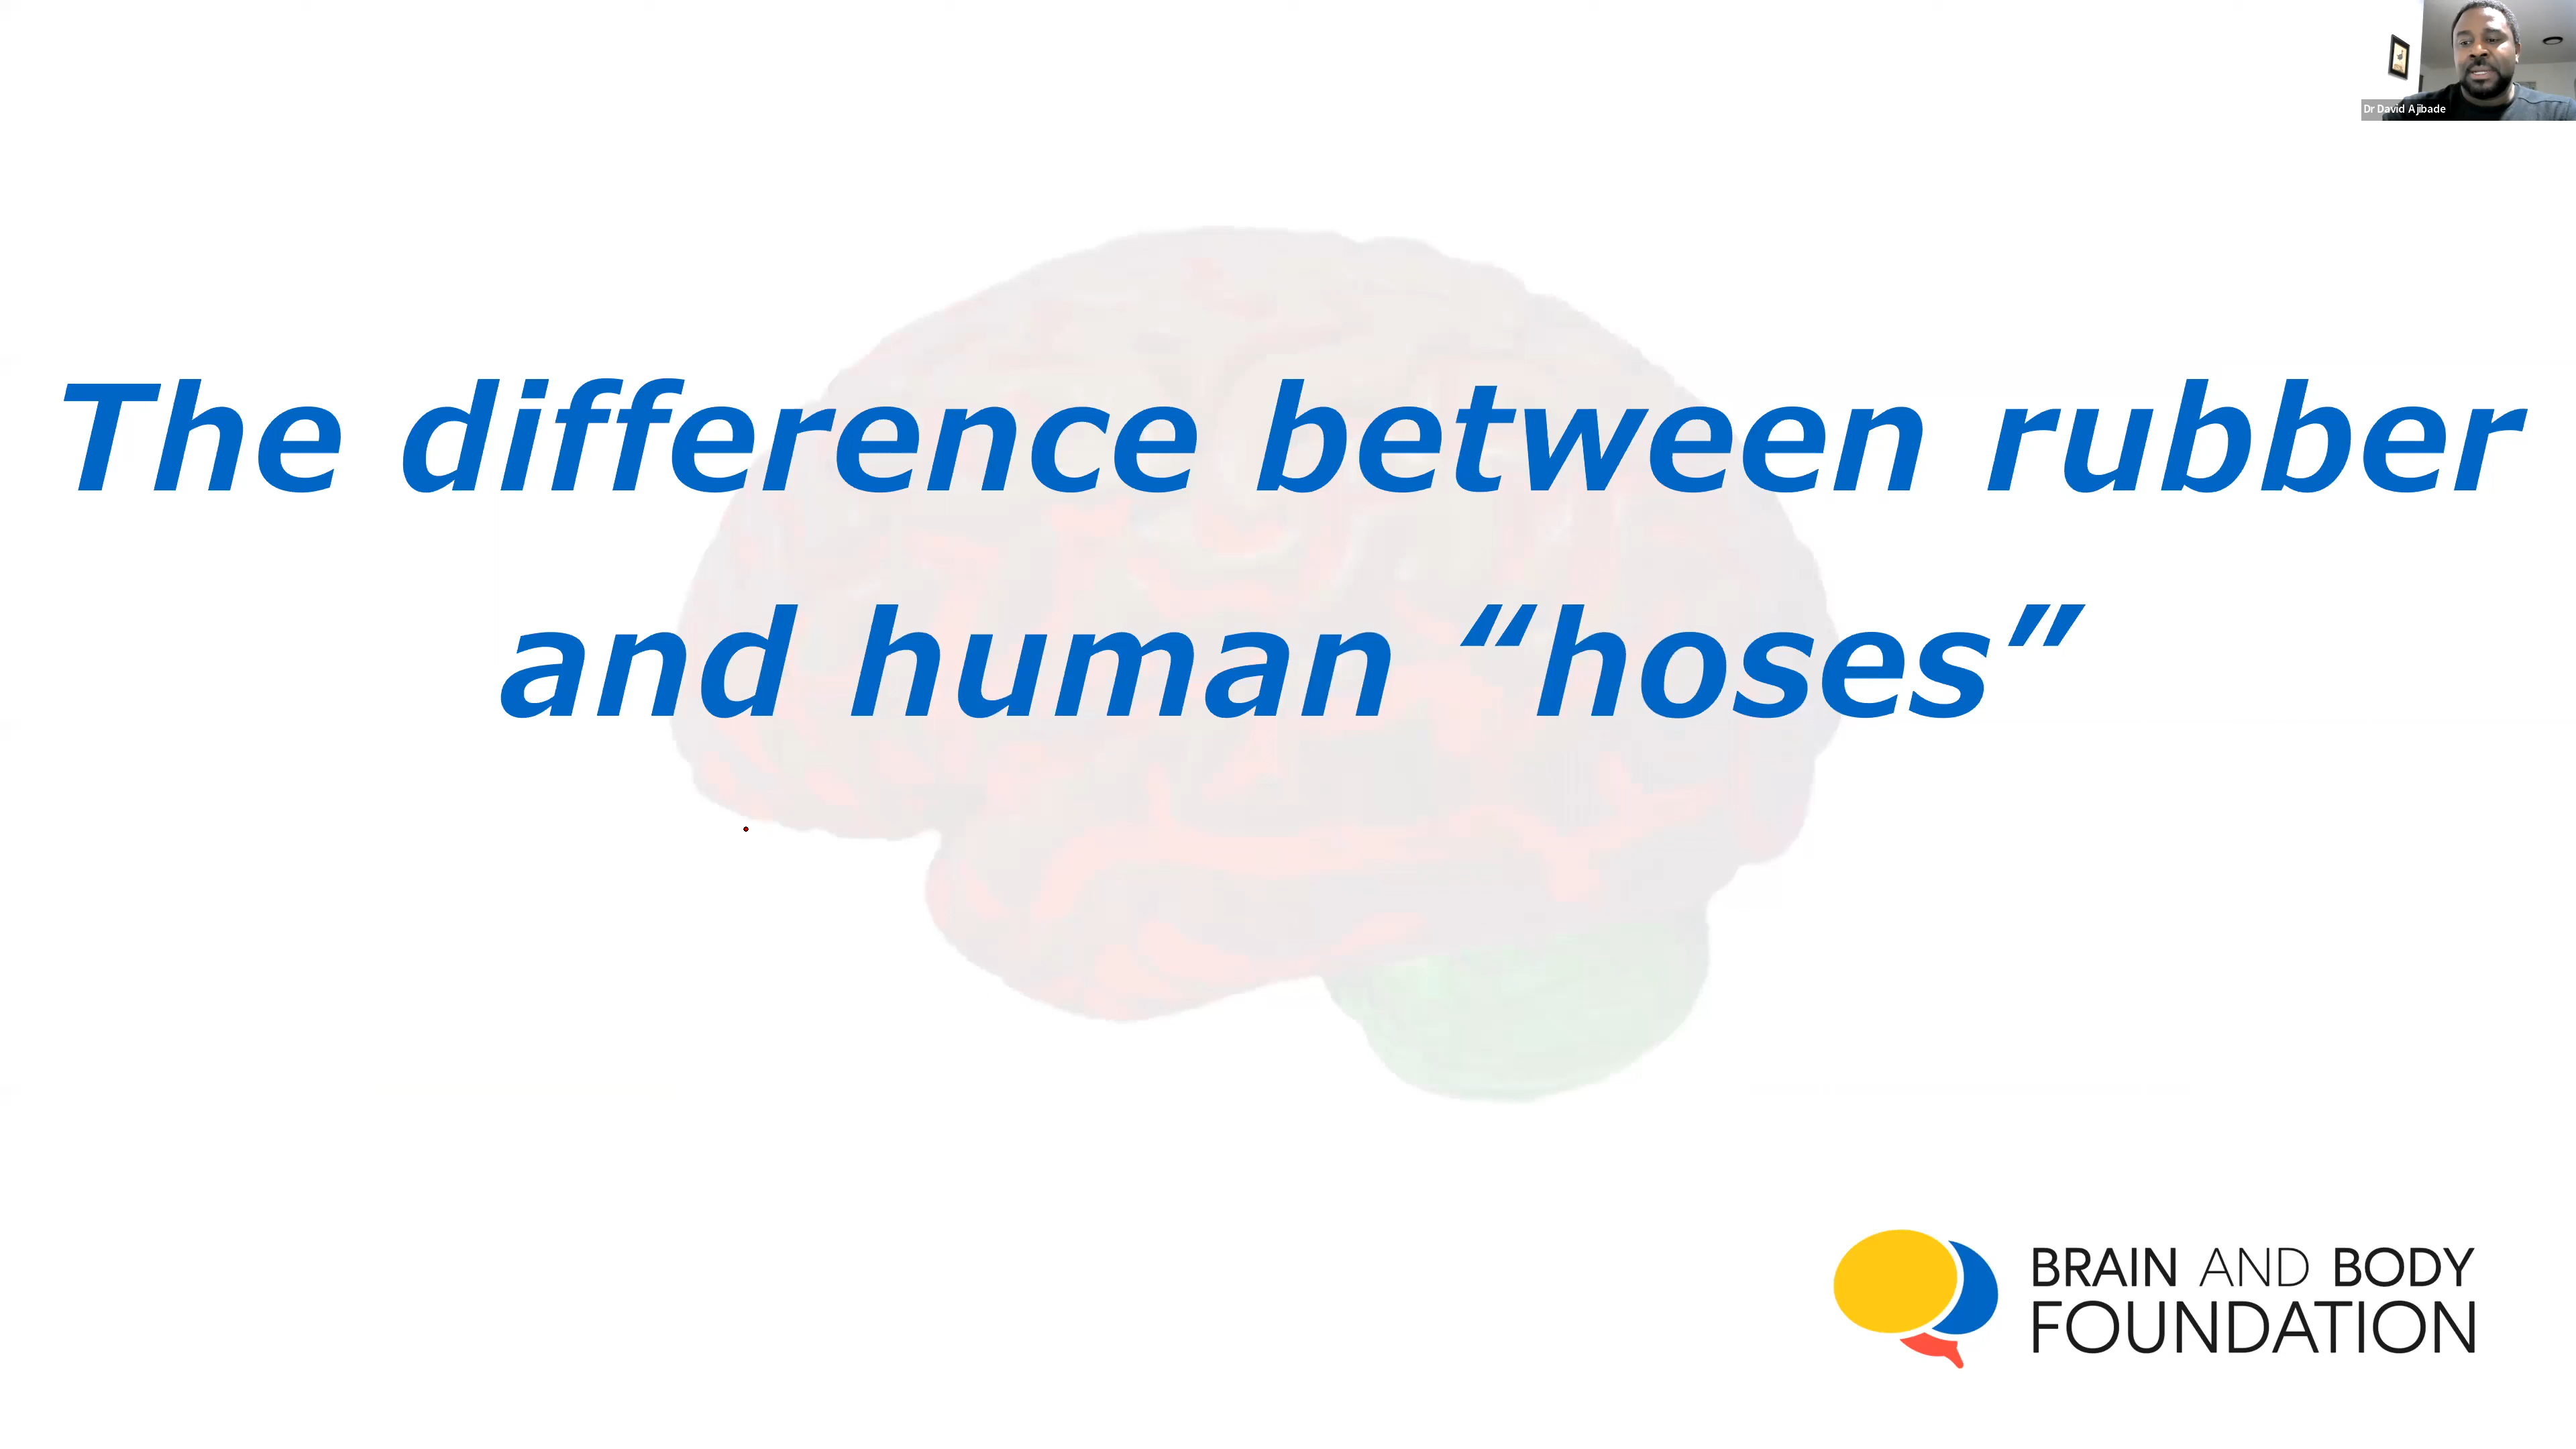 Dr David Ajibade
The difference between rubber
and human “hoses”
BRAIN AND BODY
FOUNDATION